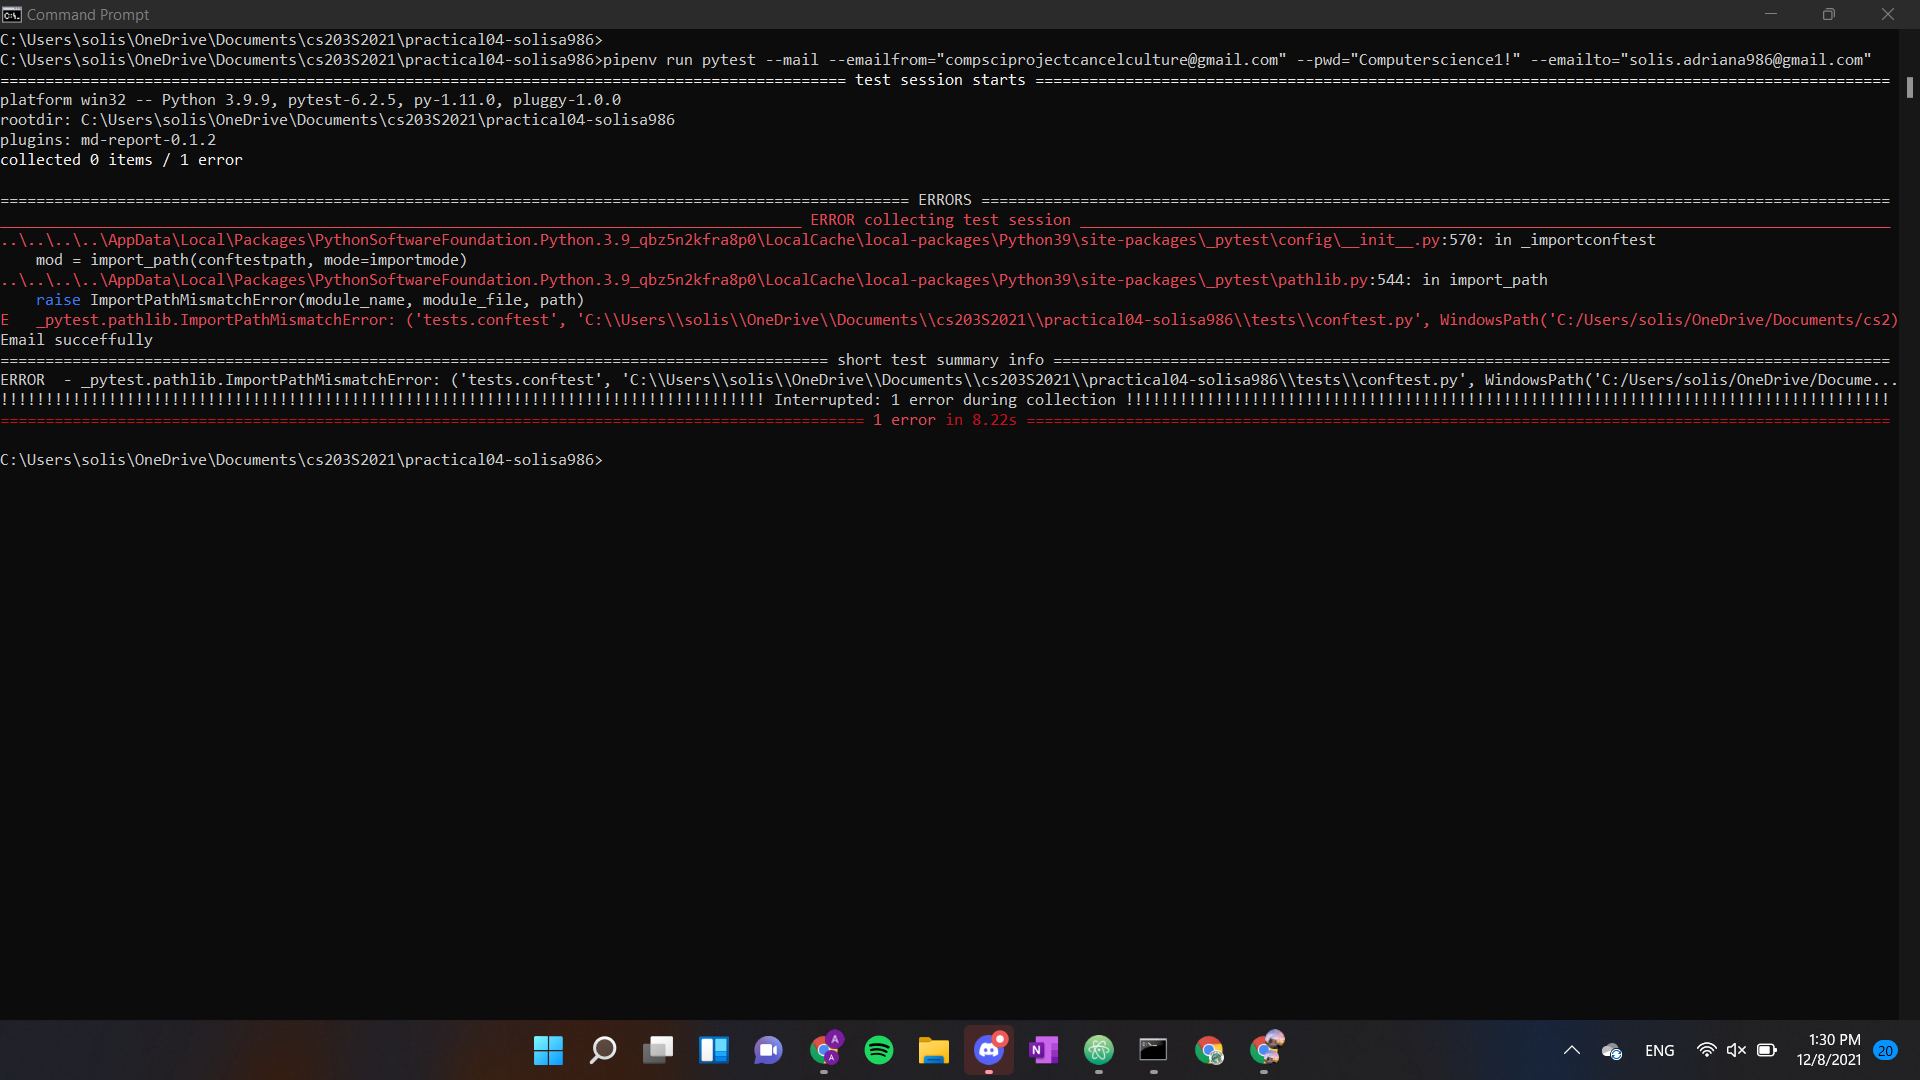 Command Prompt
C:\Users\solis\OneDrive\Documents\cs203S2021\practical04-solisa986>
C:\Users\solis\OneDrive\Documents\cs203S2021\practical04-solisa986>pipenv run pytest --mail --emailfrom="compsciprojectcancelculture@gmail.com" --pwd="Computerscience1!" --emailto="solis.adriana986@gmail.com"
test session starts
platform win32 -- Python 3.9.9, pytest-6.2.5, py-1.11.0, pluggy-1.0.0
rootdir: C:\Users\solis\OneDrive\Documents\cs203S2021\practical04-solisa986
plugins: md-report-0.1.2
collected 0 items / 1 error
ERRORS
ERROR collecting test session
..\..\..\..\AppData\Local\Packages\PythonSoftwareFoundation.Python.3.9_qbz5n2kfra8p0\LocalCache\local-packages\Python39\site-packages\_pytest\config\__init__.py:570: in _importconftest
mod = import_path(conftestpath, mode=importmode)
..\..\..\..\AppData\Local\Packages\PythonSoftwareFoundation.Python.3.9_qbz5n2kfra8p0\LocalCache\local-packages\Python39\site-packages\_pytest\pathlib.py:544: in import_path
raise ImportPathMismatchError(module_name, module_file, path)
E   _pytest.pathlib.ImportPathMismatchError: ('tests.conftest', 'C:\\Users\\solis\\OneDrive\\Documents\\cs203S2021\\practical04-solisa986\\tests\\conftest.py', WindowsPath('C:/Users/solis/OneDrive/Documents/cs2)
Email succeffully
short test summary info
ERROR  - _pytest.pathlib.ImportPathMismatchError: ('tests.conftest', 'C:\\Users\\solis\\OneDrive\\Documents\\cs203S2021\\practical04-solisa986\\tests\\conftest.py', WindowsPath('C:/Users/solis/OneDrive/Docume...
!!!!!!!!!!!!!!!!!!!!!!!!!!!!!!!!!!!!!!!!!!!!!!!!!!!!!!!!!!!!!!!!!!!!!!!!!!!!!!!!!!!!! Interrupted: 1 error during collection !!!!!!!!!!!!!!!!!!!!!!!!!!!!!!!!!!!!!!!!!!!!!!!!!!!!!!!!!!!!!!!!!!!!!!!!!!!!!!!!!!!!!
1 error in 8.22s
C:\Users\solis\OneDrive\Documents\cs203S2021\practical04-solisa986>
ENG
1:30 PM
12/8/2021
20